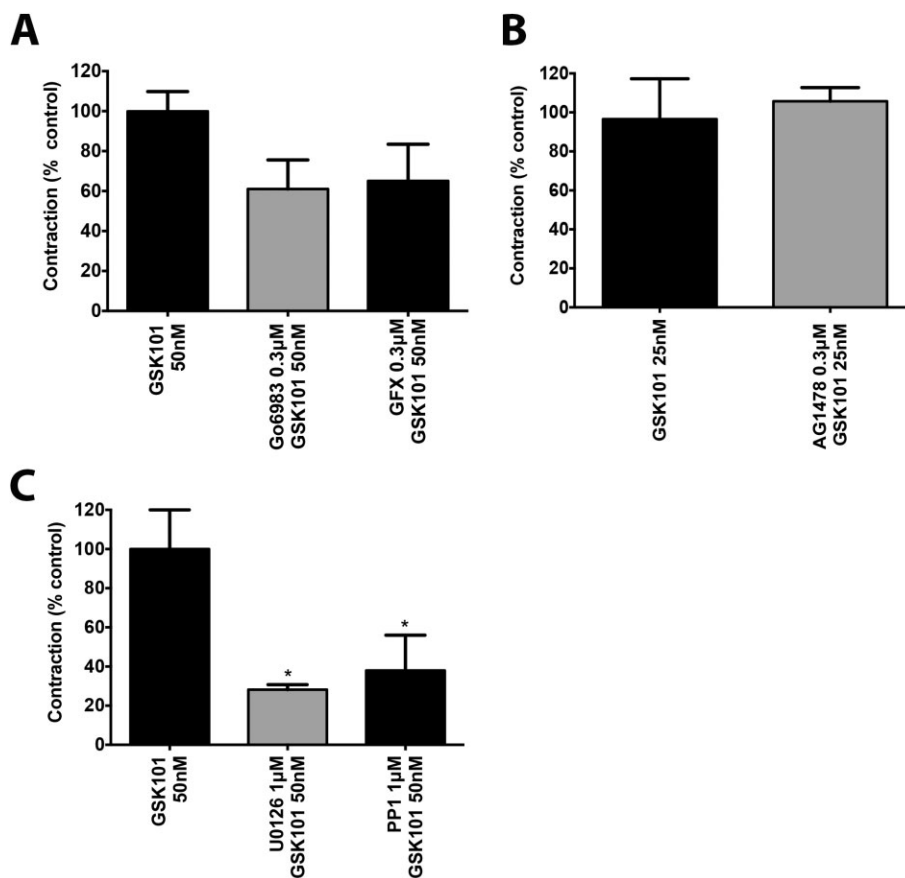 A
Contraction (% control)
120
100
80
60
40
20
0
GSK101
50nM
Go6983 0.3µM
GSK101 50nM
GFX 0.3µM
GSK101 50nM
B
Contraction (% control)
120
100
80
60
40
20
0
GSK101 25nM
AG1478 0.3µM
GSK101 25nM
C
Contraction (% control)
120
100
80
60
40
20
0
*
*
GSK101
50nM
U0126 1µM
GSK101 50nM
PP1 1µM
GSK101 50nM